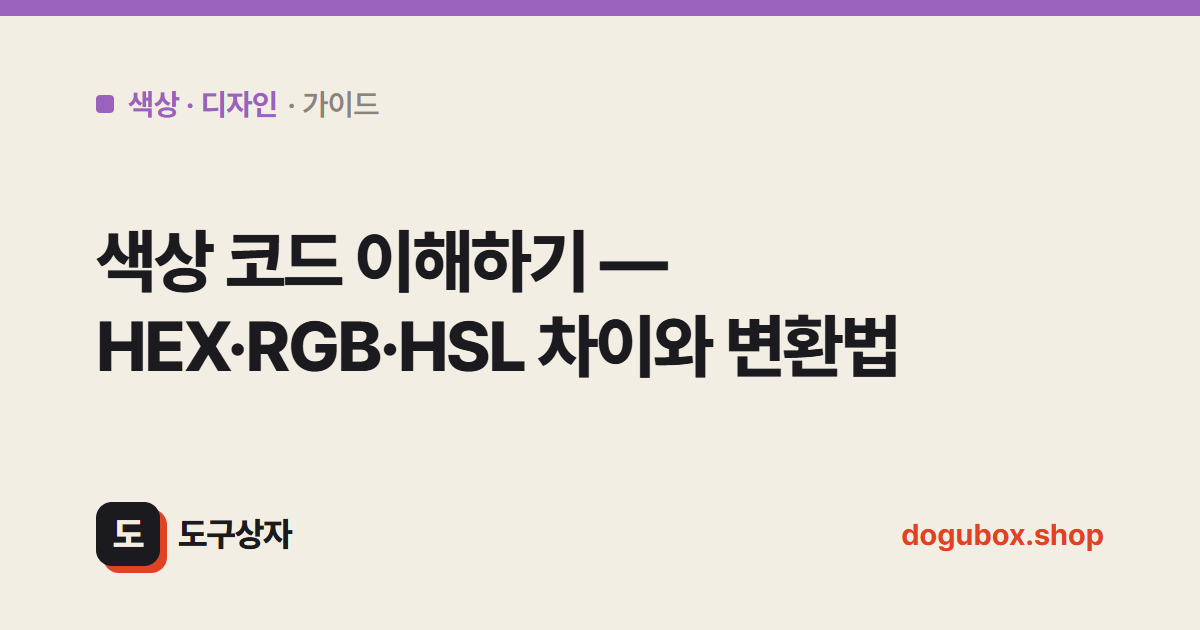 색상 · 디자인 · 가이드
색상 코드 이해하기 —
HEX·RGB·HSL 차이와 변환법
도 도구상자
dogubox.shop